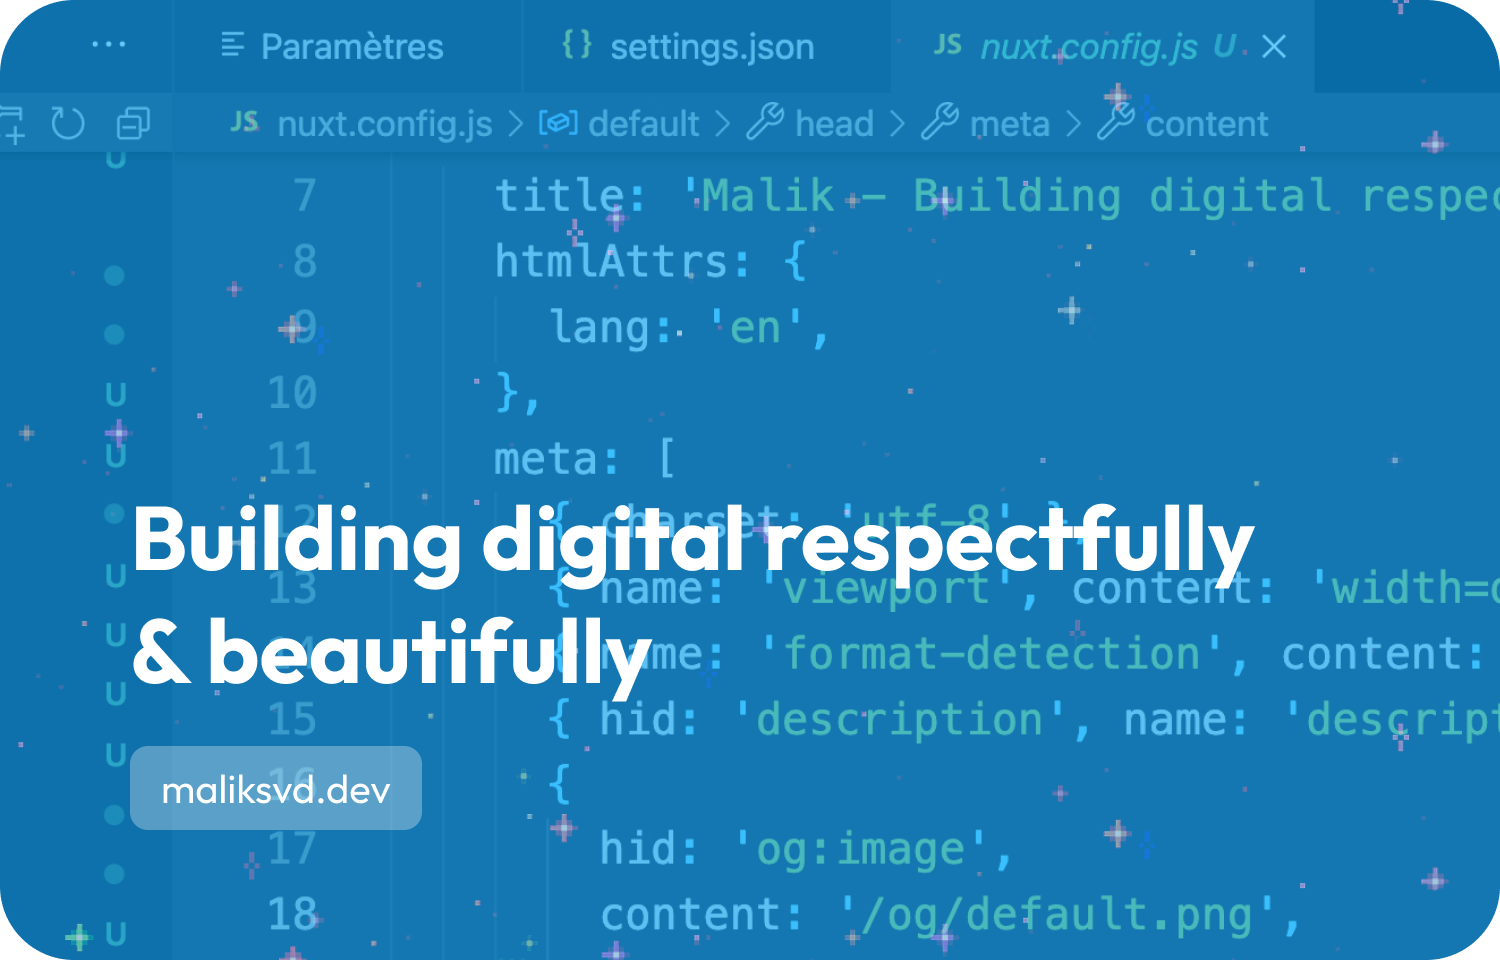 ... Paramètres {} settings.json JS nuxt.config.js U
JS nuxt.config.js > default > head > meta > content
U
7 title: 'Malik - Building digital respec
8 htmlAttrs: {
9 lang: 'en',
10 },
U
11 meta: [
U
12 { charset: 'utf-8' }
Building digital respectfully
13 { name: 'viewport', content: 'width=d
U
& beautifully
name: 'format-detection', content:
U
15 { hid: 'description', name: 'descript
U
16 {
U
maliksvd.dev
17 hid: 'og:image',
18 content: '/og/default.png',
U